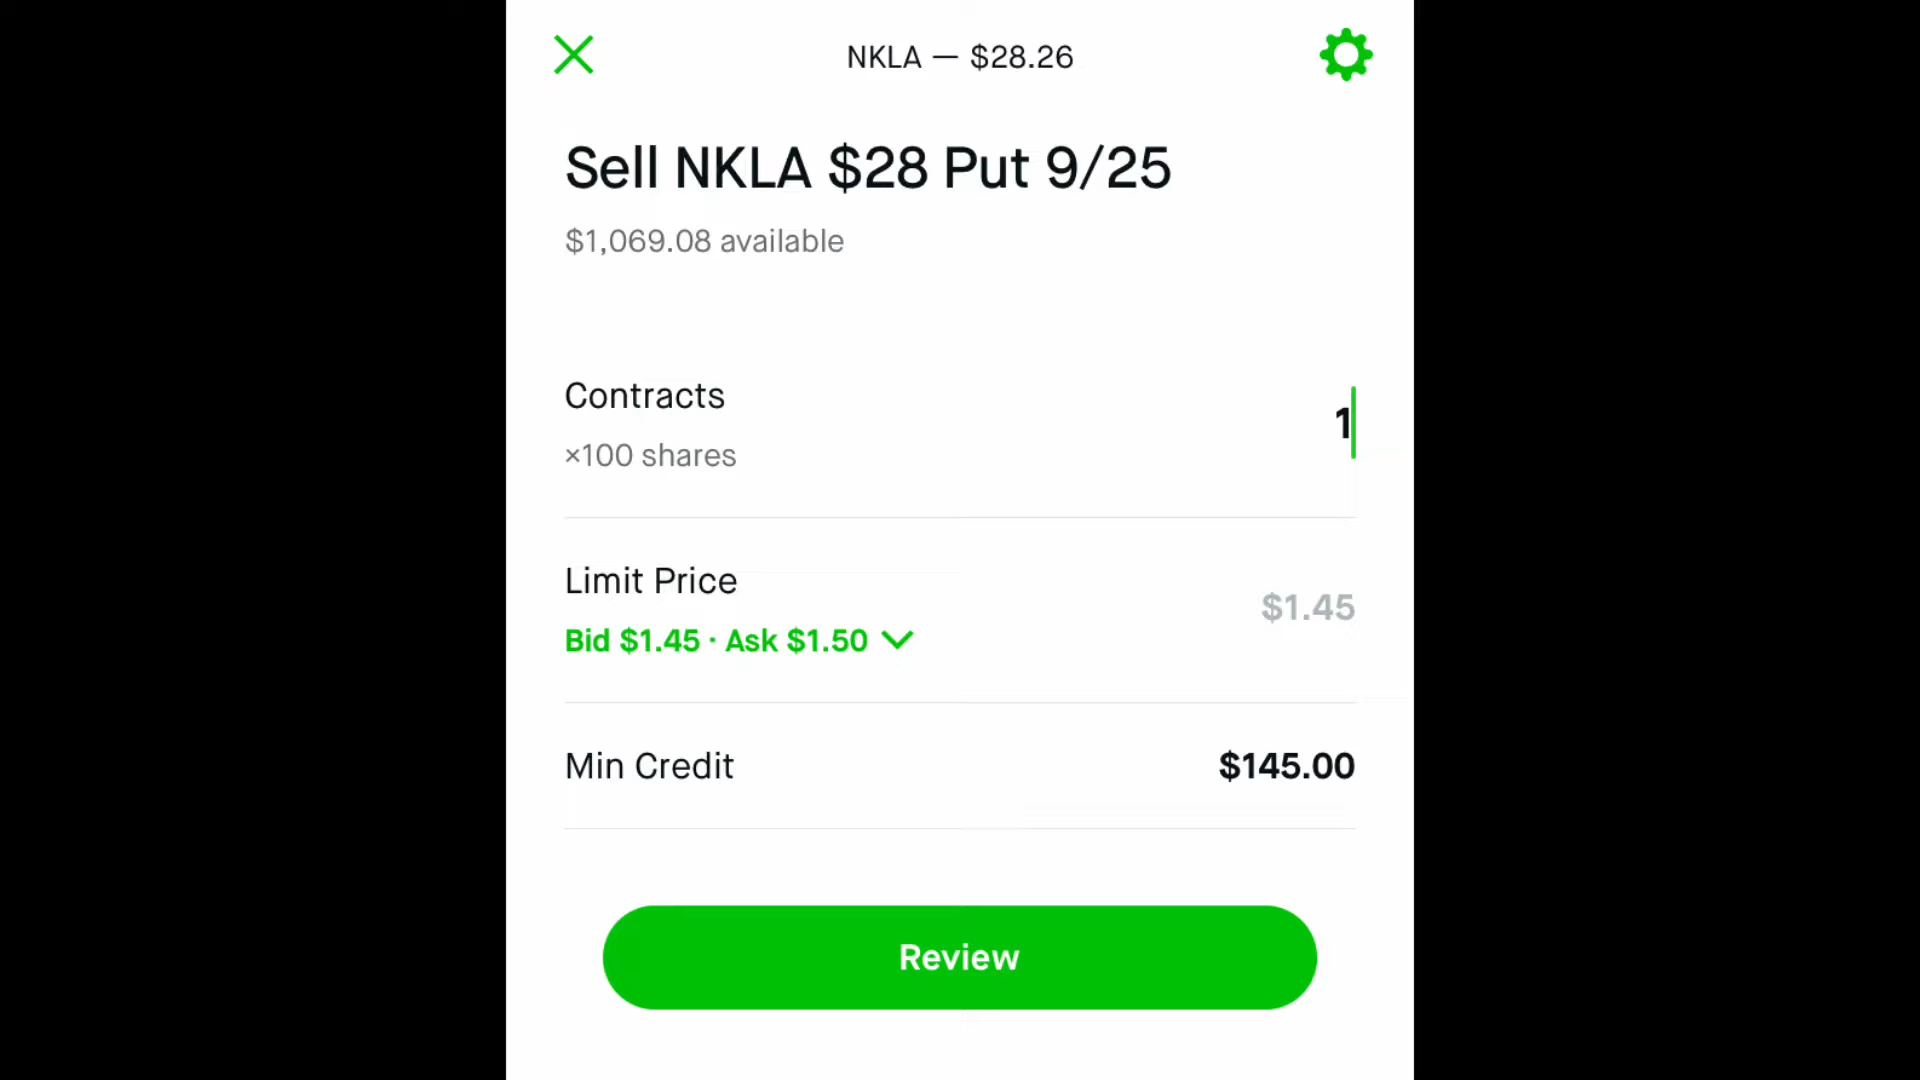 NKLA — $28.26
Sell NKLA $28 Put 9/25
$1,069.08 available
Contracts
1
×100 shares
Limit Price
$1.45
Bid $1.45 · Ask $1.50
Min Credit
$145.00
Review